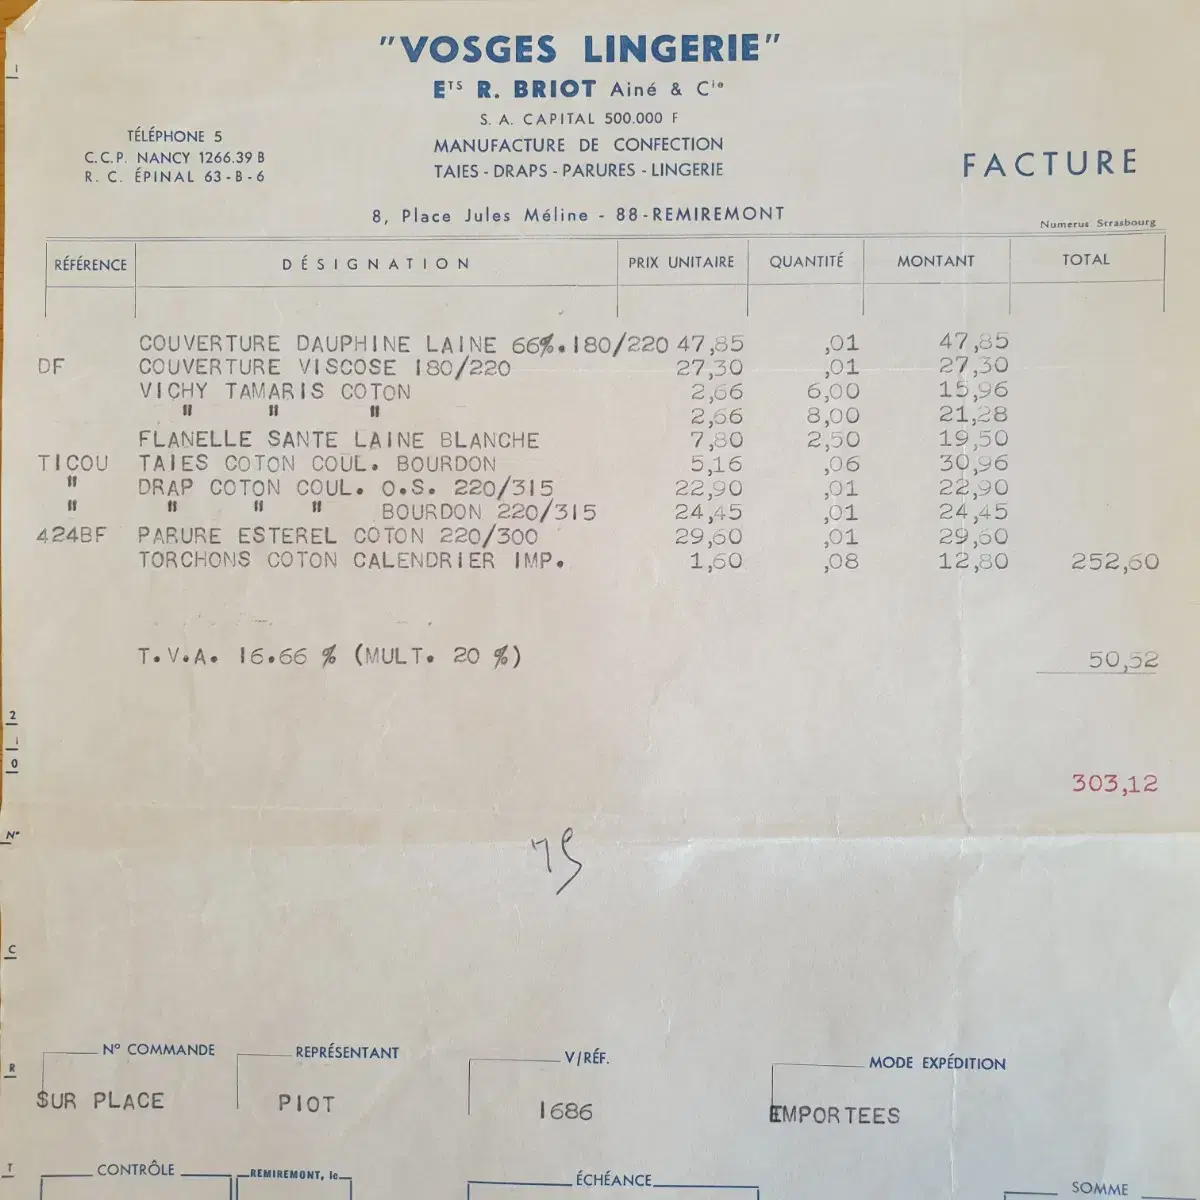 "VOSGES LINGERIE"
Ets R. BRIOT Ainé & Cie
S. A. CAPITAL 500.000 F
MANUFACTURE DE CONFECTION
TAIES - DRAPS - PARURES - LINGERIE
8, Place Jules Méline - 88 - REMIREMONT
TÉLÉPHONE 5
C.C.P. NANCY 1266.39 B
R. C. ÉPINAL 63 - B - 6
FACTURE
Numerus Strasbourg
RÉFÉRENCE DÉSIGNATION PRIX UNITAIRE QUANTITÉ MONTANT TOTAL
COUVERTURE DAUPHINE LAINE 66%.180/220 47,85 ,01 47,85
DF COUVERTURE VISCOSE 180/220 27,30 ,01 27,30
VICHY TAMARIS COTON 2,66 6,00 15,96
" " " 2,66 8,00 21,28
FLANELLE SANTE LAINE BLANCHE 7,80 2,50 19,50
TICOU TAIES COTON COUL. BOURDON 5,16 ,06 30,96
" DRAP COTON COUL. O.S. 220/315 22,90 ,01 22,90
" " " " BOURDON 220/315 24,45 ,01 24,45
424BF PARURE ESTEREL COTON 220/300 29,60 ,01 29,60
TORCHONS COTON CALENDRIER IMP. 1,60 ,08 12,80 252,60
T.V.A. 16.66 % (MULT. 20 %) 50,52
303,12
1
2
1
0
N°
C
R
T
N° COMMANDE REPRÉSENTANT V/RÉF. MODE EXPÉDITION
SUR PLACE PIOT 1686 EMPORTEES
CONTRÔLE REMIREMONT, le ÉCHÉANCE SOMME